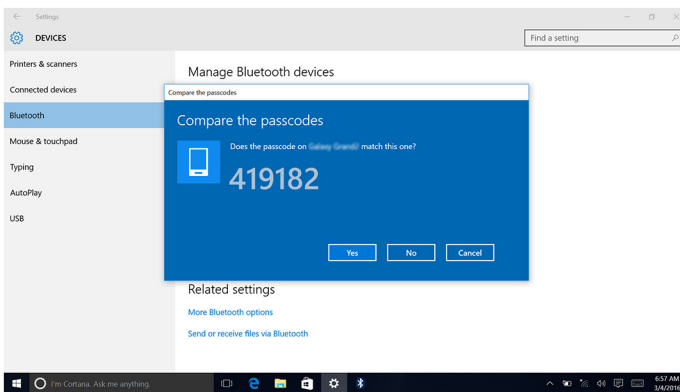 Settings
DEVICES
Find a setting
Printers & scanners
Connected devices
Bluetooth
Mouse & touchpad
Typing
AutoPlay
USB
Manage Bluetooth devices
Compare the passcodes
Compare the passcodes
Does the passcode on Galaxy Grand2 match this one?
419182
Yes
No
Cancel
Related settings
More Bluetooth options
Send or receive files via Bluetooth
I'm Cortana. Ask me anything.
6:57 AM
3/4/2016